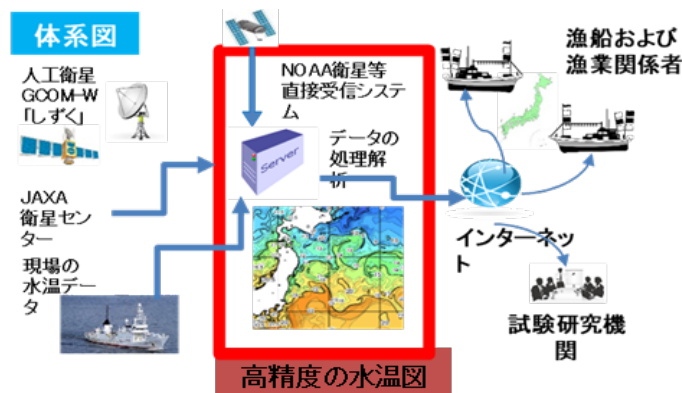 体系図
人工衛星
GCOM-W
「しずく」
NOAA衛星等
直接受信システ
ム
データの
処理解
析
Server
JAXA
衛星セン
ター
現場の
水温デー
タ
漁船および
漁業関係者
インターネッ
ト
試験研究機
関
高精度の水温図